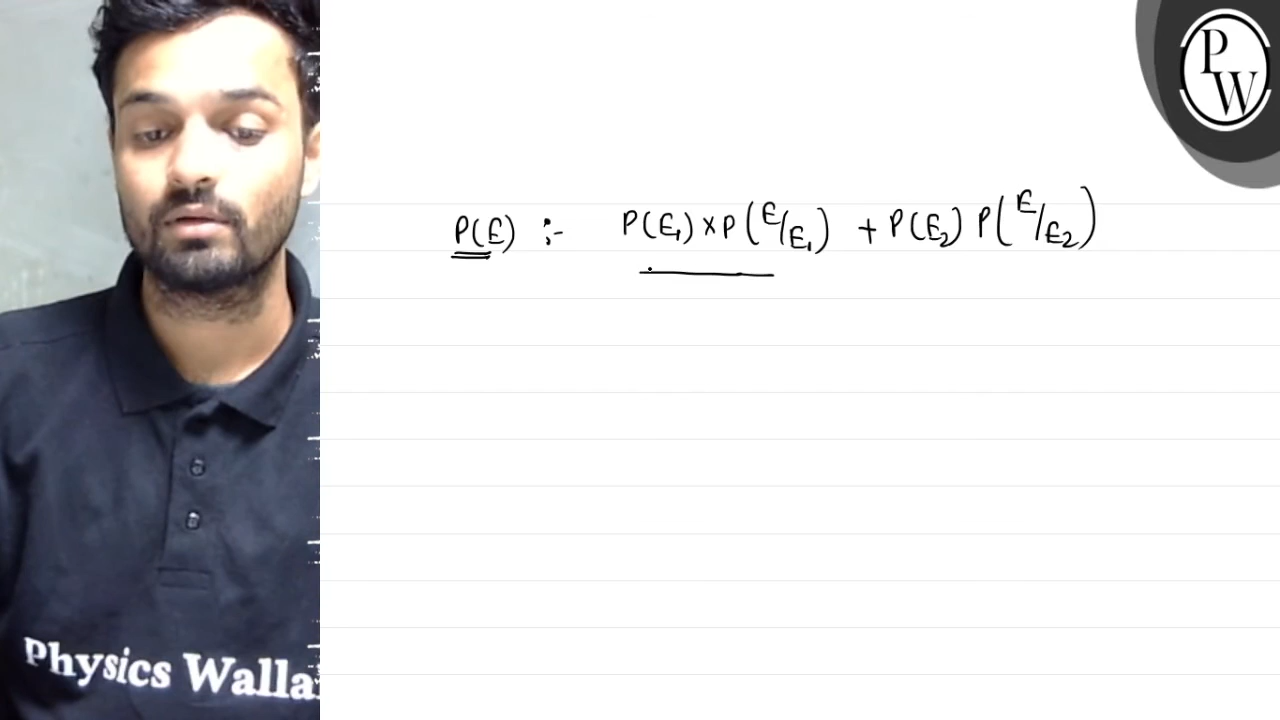 PW
P(E) :- P(E₁) × P(E/E₁) + P(E₂) P(E/E₂)
Physics Walla